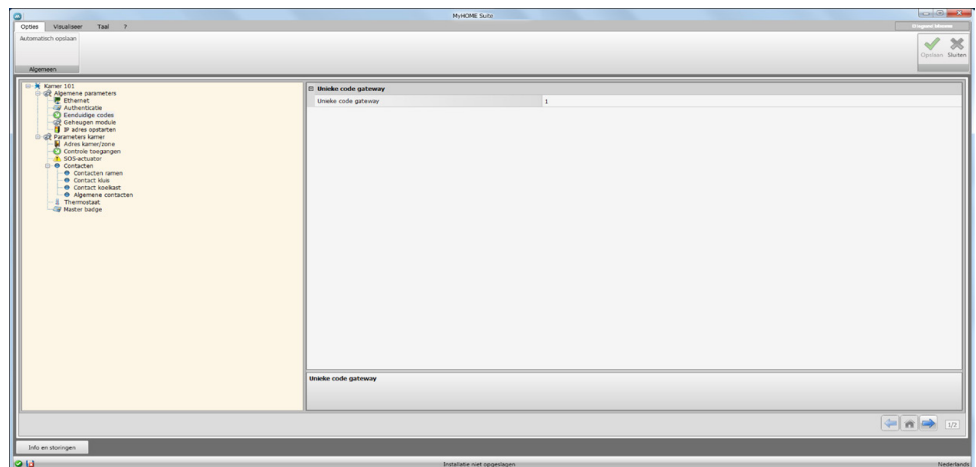 MyHOME Suite
Opties Visualiseer Taal ?
Automatisch opslaan
Opslaan Sluiten
Algemeen
Kamer 101
Algemene parameters
Ethernet
Authenticatie
Eenduidige codes
Geheugen module
IP adres opstarten
Parameters kamer
Adres kamer/zone
Controle toegangen
SOS-actuator
Contacten
Contacten ramen
Contact kluis
Contact koelkast
Algemene contacten
Thermostaat
Master badge
Unieke code gateway
Unieke code gateway 1
Unieke code gateway
1/2
Info en storingen
Installatie niet opgeslagen
Nederlands